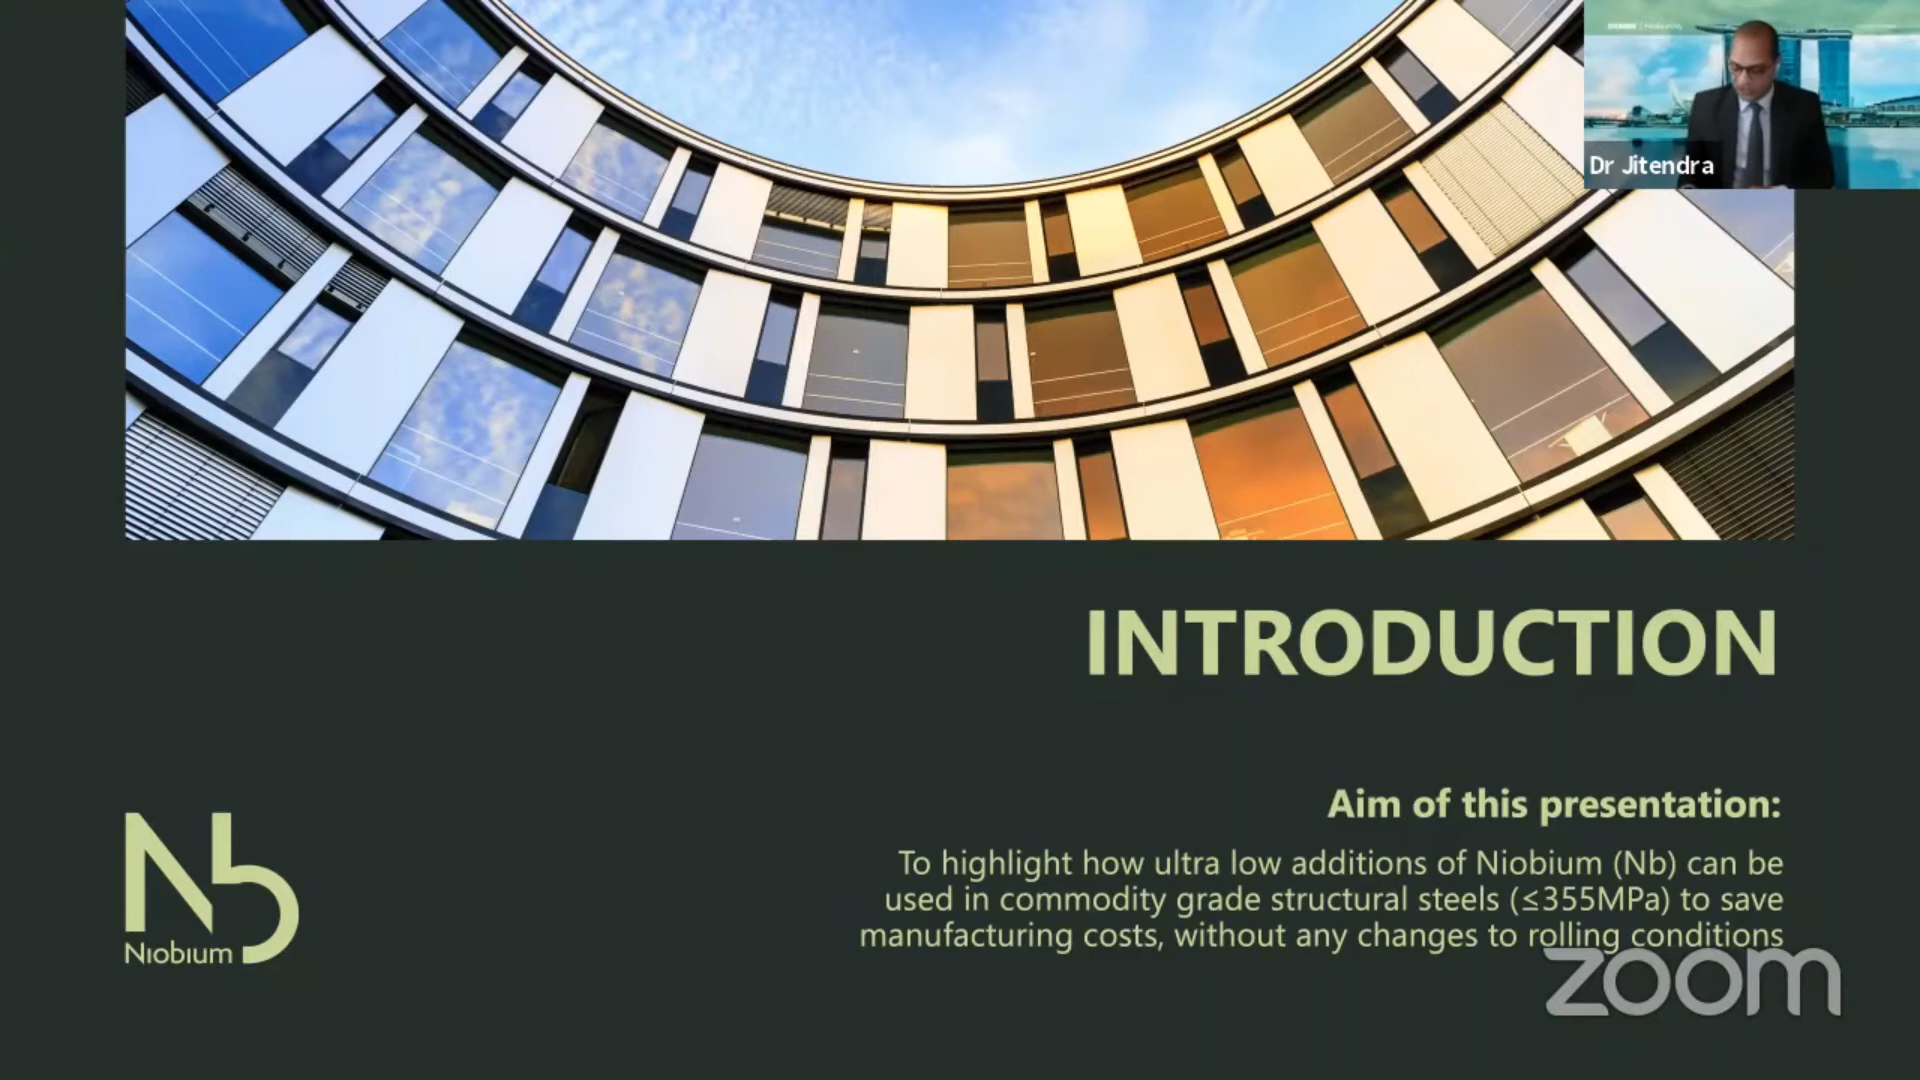 Dr Jitendra
INTRODUCTION
Aim of this presentation:
To highlight how ultra low additions of Niobium (Nb) can be
used in commodity grade structural steels (≤355MPa) to save
manufacturing costs, without any changes to rolling conditions
Nb
Niobium
zoom